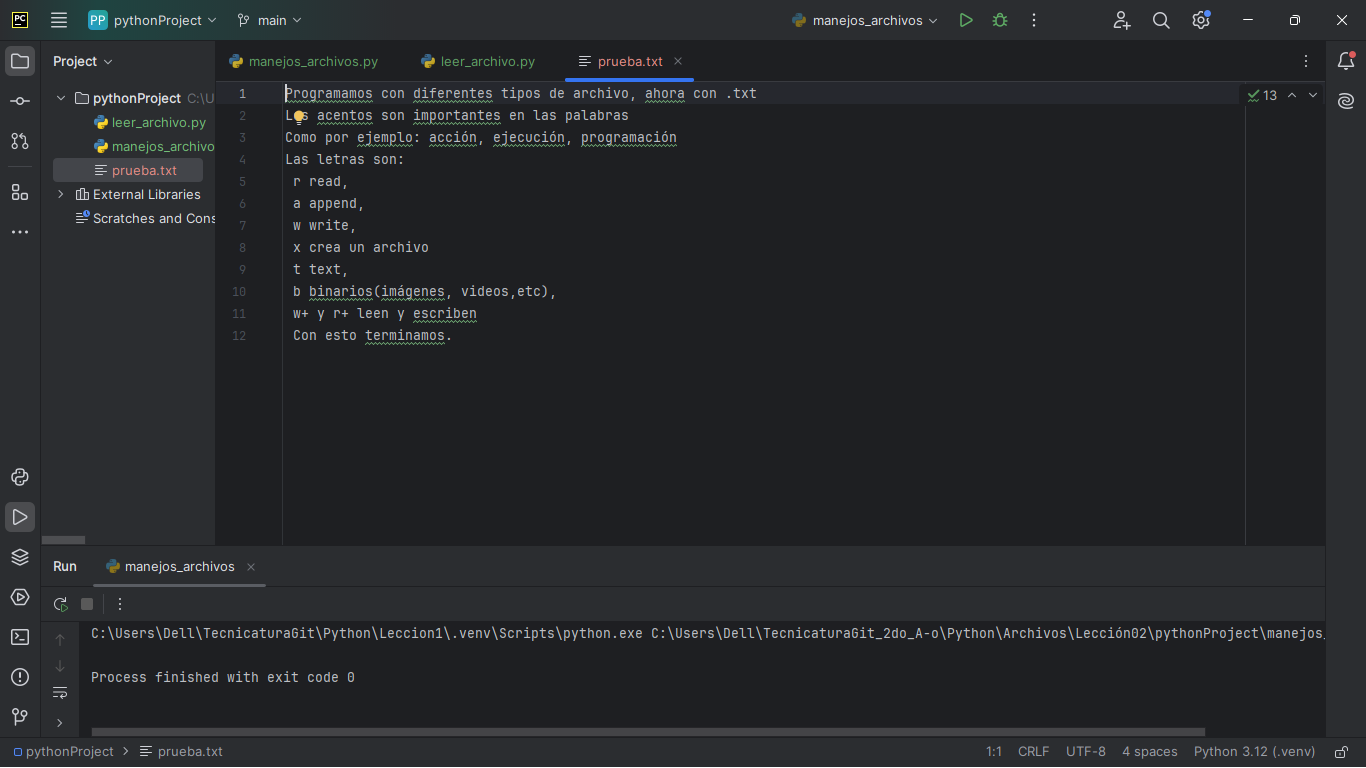 PC
PP pythonProject
main
manejos_archivos
Project
manejos_archivos.py
leer_archivo.py
prueba.txt
pythonProject C:\U
leer_archivo.py
manejos_archivo
prueba.txt
External Libraries
Scratches and Cons
13
1 Programamos con diferentes tipos de archivo, ahora con .txt
2 Los acentos son importantes en las palabras
3 Como por ejemplo: acción, ejecución, programación
4 Las letras son:
5 r read,
6 a append,
7 w write,
8 x crea un archivo
9 t text,
10 b binarios(imágenes, videos,etc),
11 w+ y r+ leen y escriben
12 Con esto terminamos.
Run
manejos_archivos
C:\Users\Dell\TecnicaturaGit\Python\Leccion1\.venv\Scripts\python.exe C:\Users\Dell\TecnicaturaGit_2do_A-o\Python\Archivos\Lección02\pythonProject\manejos_
Process finished with exit code 0
pythonProject > prueba.txt
1:1 CRLF UTF-8 4 spaces Python 3.12 (.venv)